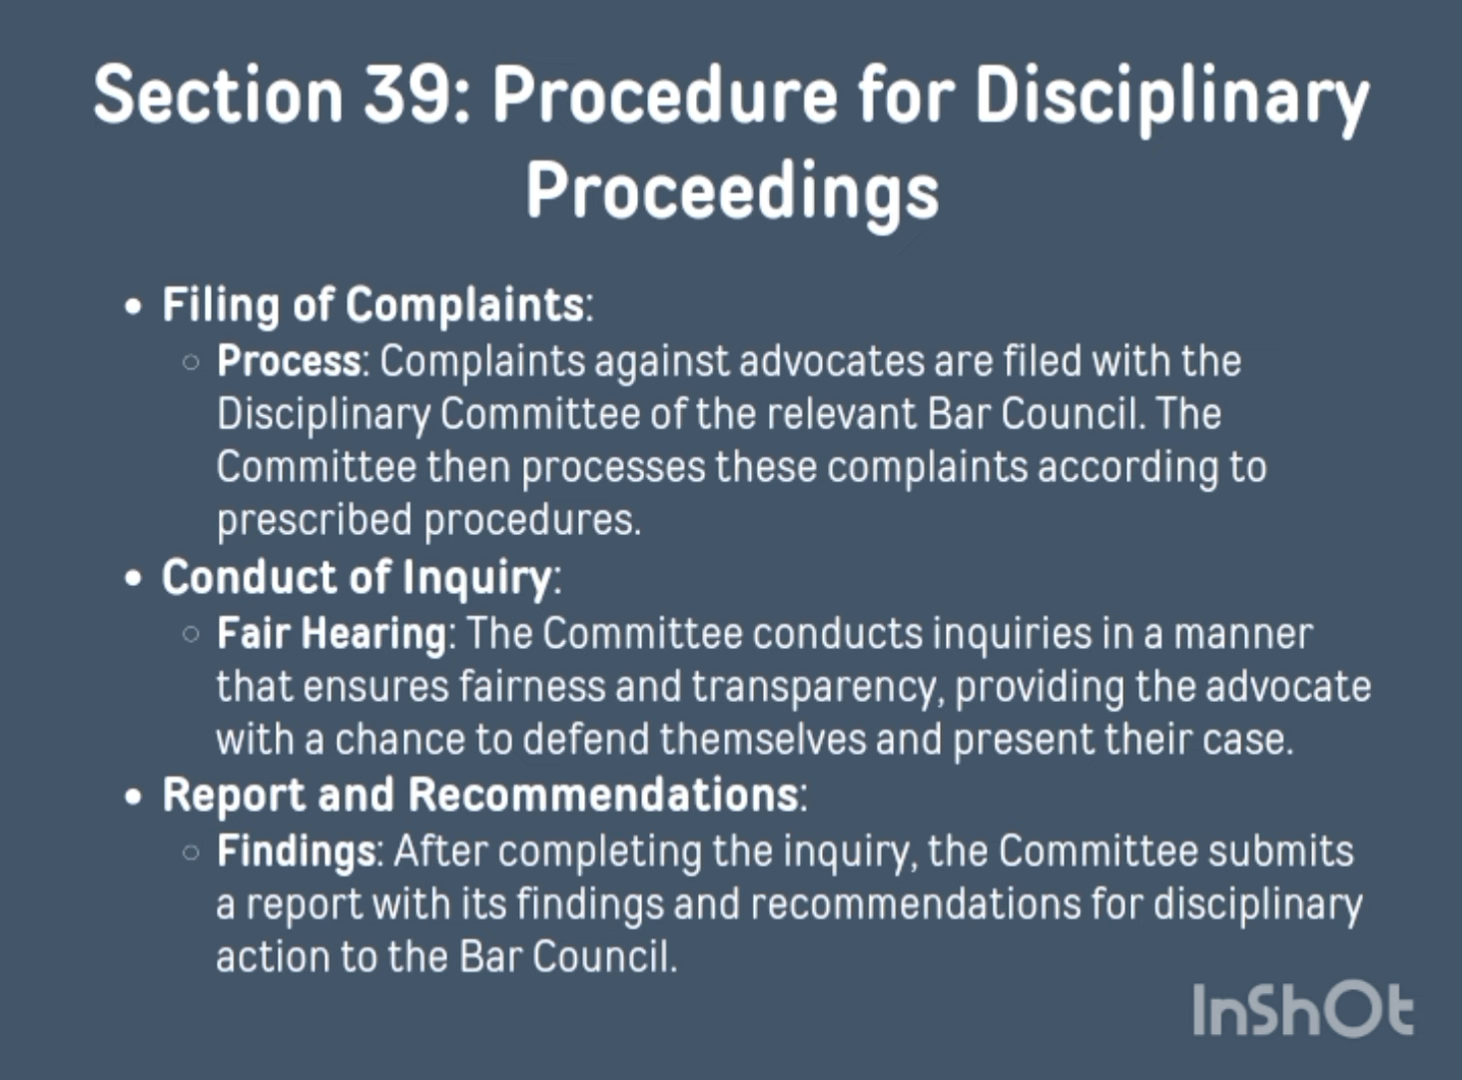 Section 39: Procedure for Disciplinary
Proceedings
• Filing of Complaints:
○ Process: Complaints against advocates are filed with the
Disciplinary Committee of the relevant Bar Council. The
Committee then processes these complaints according to
prescribed procedures.
• Conduct of Inquiry:
○ Fair Hearing: The Committee conducts inquiries in a manner
that ensures fairness and transparency, providing the advocate
with a chance to defend themselves and present their case.
• Report and Recommendations:
○ Findings: After completing the inquiry, the Committee submits
a report with its findings and recommendations for disciplinary
action to the Bar Council.
InShOt